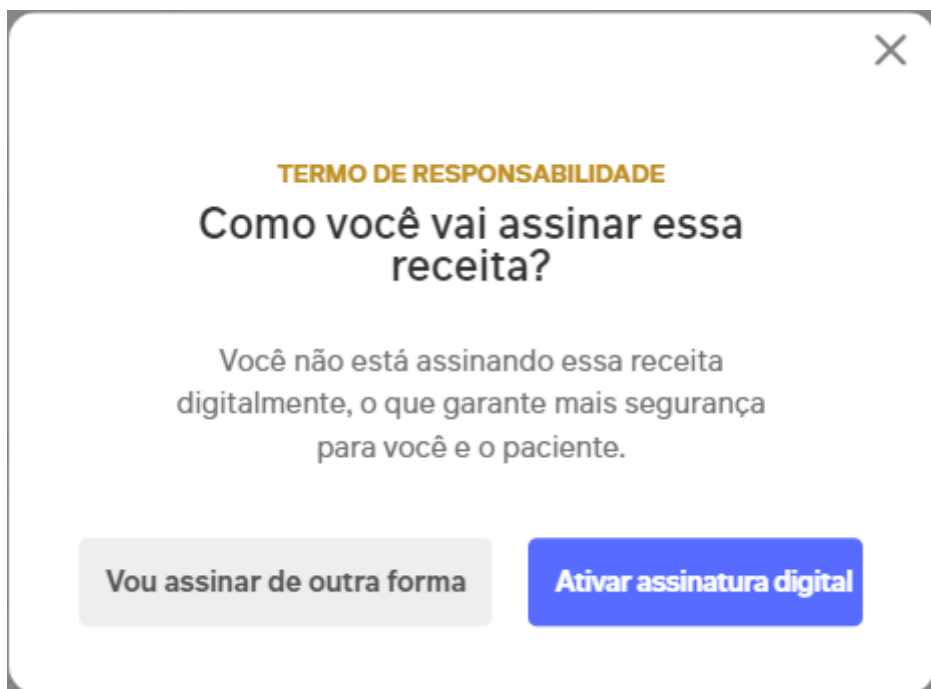 TERMO DE RESPONSABILIDADE
Como você vai assinar essa
receita?
Você não está assinando essa receita
digitalmente, o que garante mais segurança
para você e o paciente.
Vou assinar de outra forma
Ativar assinatura digital